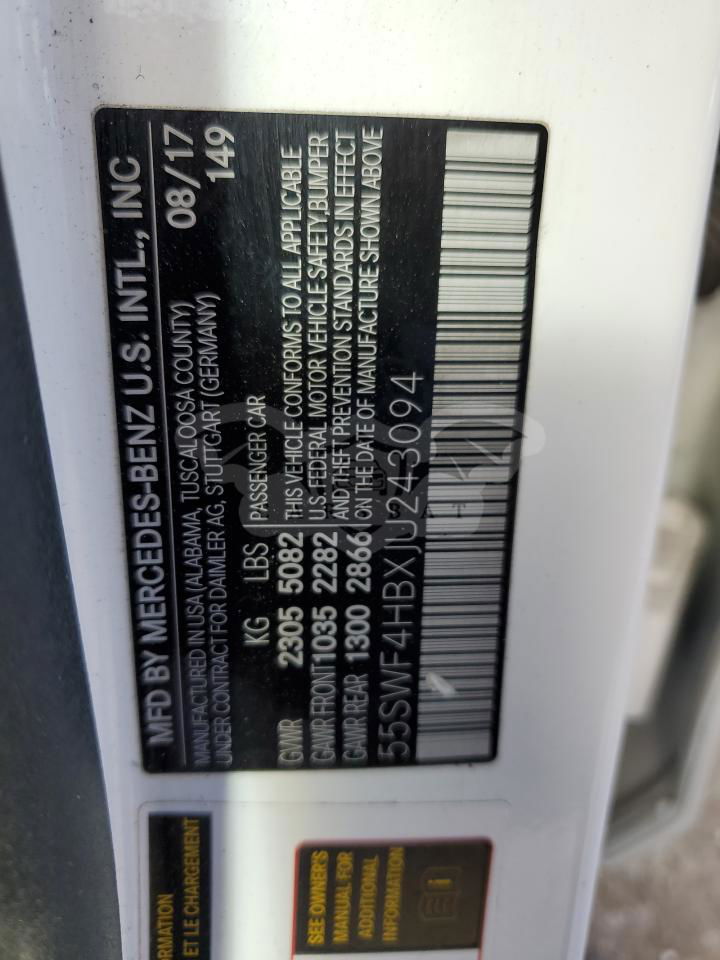 MFD BY MERCEDES-BENZ U.S. INTL., INC
MANUFACTURED IN USA (ALABAMA, TUSCALOOSA COUNTY) 08/17
UNDER CONTRACT FOR DAIMLER AG, STUTTGART (GERMANY) 149
KG LBS PASSENGER CAR
GVWR 2305 5082 THIS VEHICLE CONFORMS TO ALL APPLICABLE
GAWR FRONT 1035 2282 U.S. FEDERAL MOTOR VEHICLE SAFETY,BUMPER
GAWR REAR 1300 2866 AND THEFT PREVENTION STANDARDS IN EFFECT
ON THE DATE OF MANUFACTURE SHOWN ABOVE
55SWF4HBXJU243094
ET LE CHARGEMENT
SEE OWNER'S
MANUAL FOR
ADDITIONAL
INFORMATION